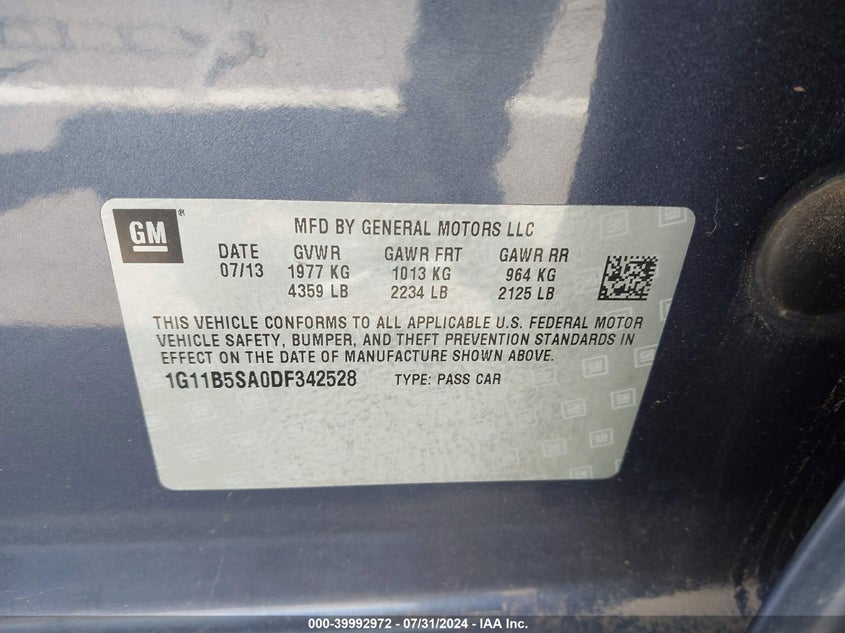 GM®
MFD BY GENERAL MOTORS LLC
DATE GVWR GAWR FRT GAWR RR
07/13 1977 KG 1013 KG 964 KG
4359 LB 2234 LB 2125 LB
THIS VEHICLE CONFORMS TO ALL APPLICABLE U.S. FEDERAL MOTOR
VEHICLE SAFETY, BUMPER, AND THEFT PREVENTION STANDARDS IN
EFFECT ON THE DATE OF MANUFACTURE SHOWN ABOVE.
1G11B5SA0DF342528 TYPE: PASS CAR
000-39992972 - 07/31/2024 - IAA Inc.